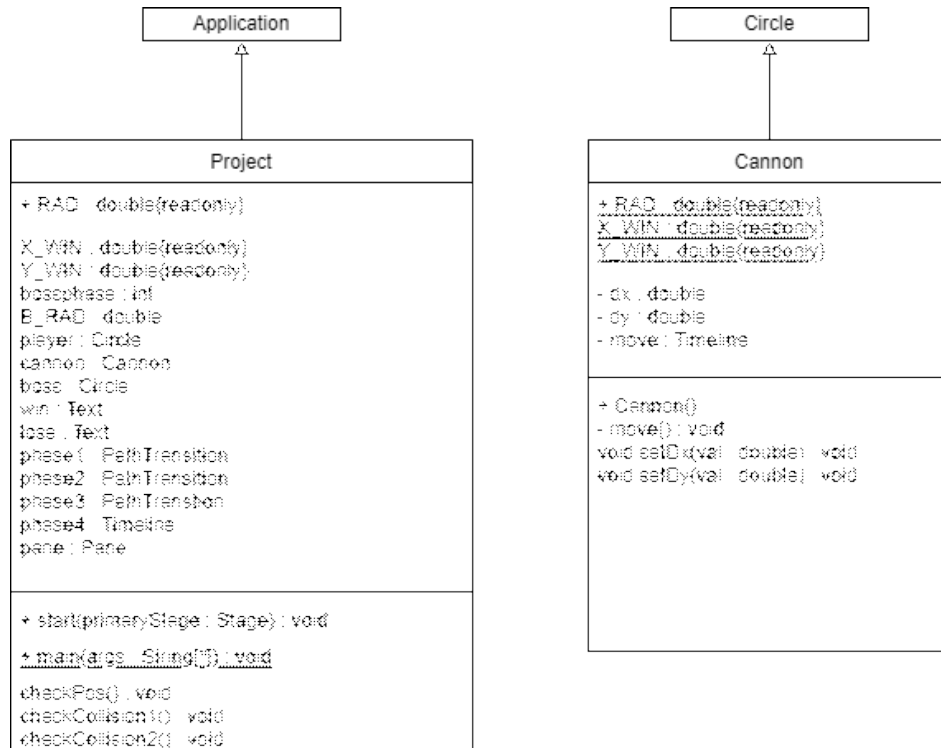 Application
Project
+ RAD : double{readonly}
X_WIN : double{readonly}
Y_WIN : double{readonly}
: int
B_RAD : double
player : Circle
cannon : Cannon
: Circle
win : Text
lose : Text
phase1 : PathTransition
phase2 : PathTransition
phase3 : PathTransition
phase4 : Timeline
pane : Pane
+ start(primaryStage : Stage) : void
+ main(args : String[]) : void
checkPos() : void
checkCollision1() : void
checkCollision2() : void
Circle
Cannon
+ RAD : double{readonly}
X_WIN : double{readonly}
Y_WIN : double{readonly}
- dx : double
- dy : double
- move : Timeline
+ Cannon()
- move() : void
void setDx(val : double) : void
void setDy(val : double) : void